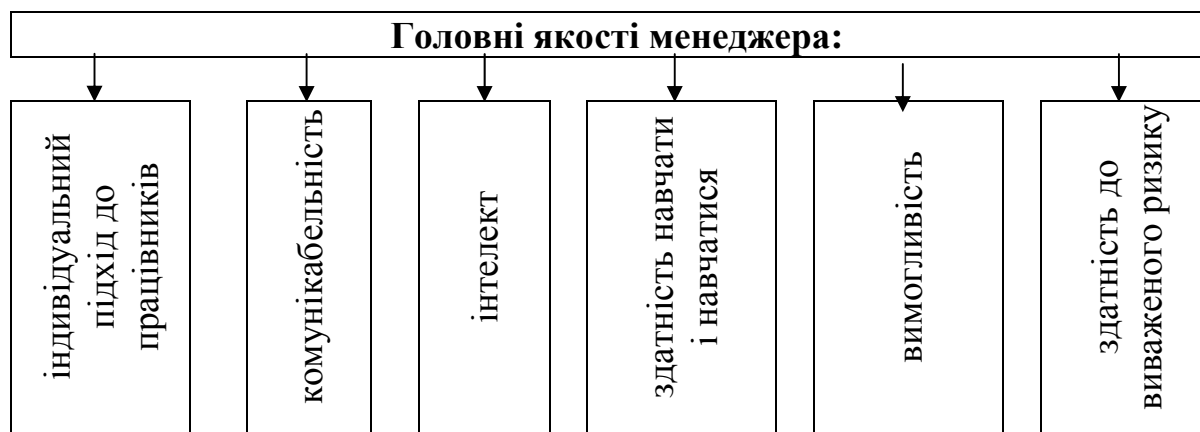 Головні якості менеджера:
індивідуальний
підхід до
працівників
комунікабельність
інтелект
здатність навчати
і навчатися
вимогливість
здатність до
виваженого ризику